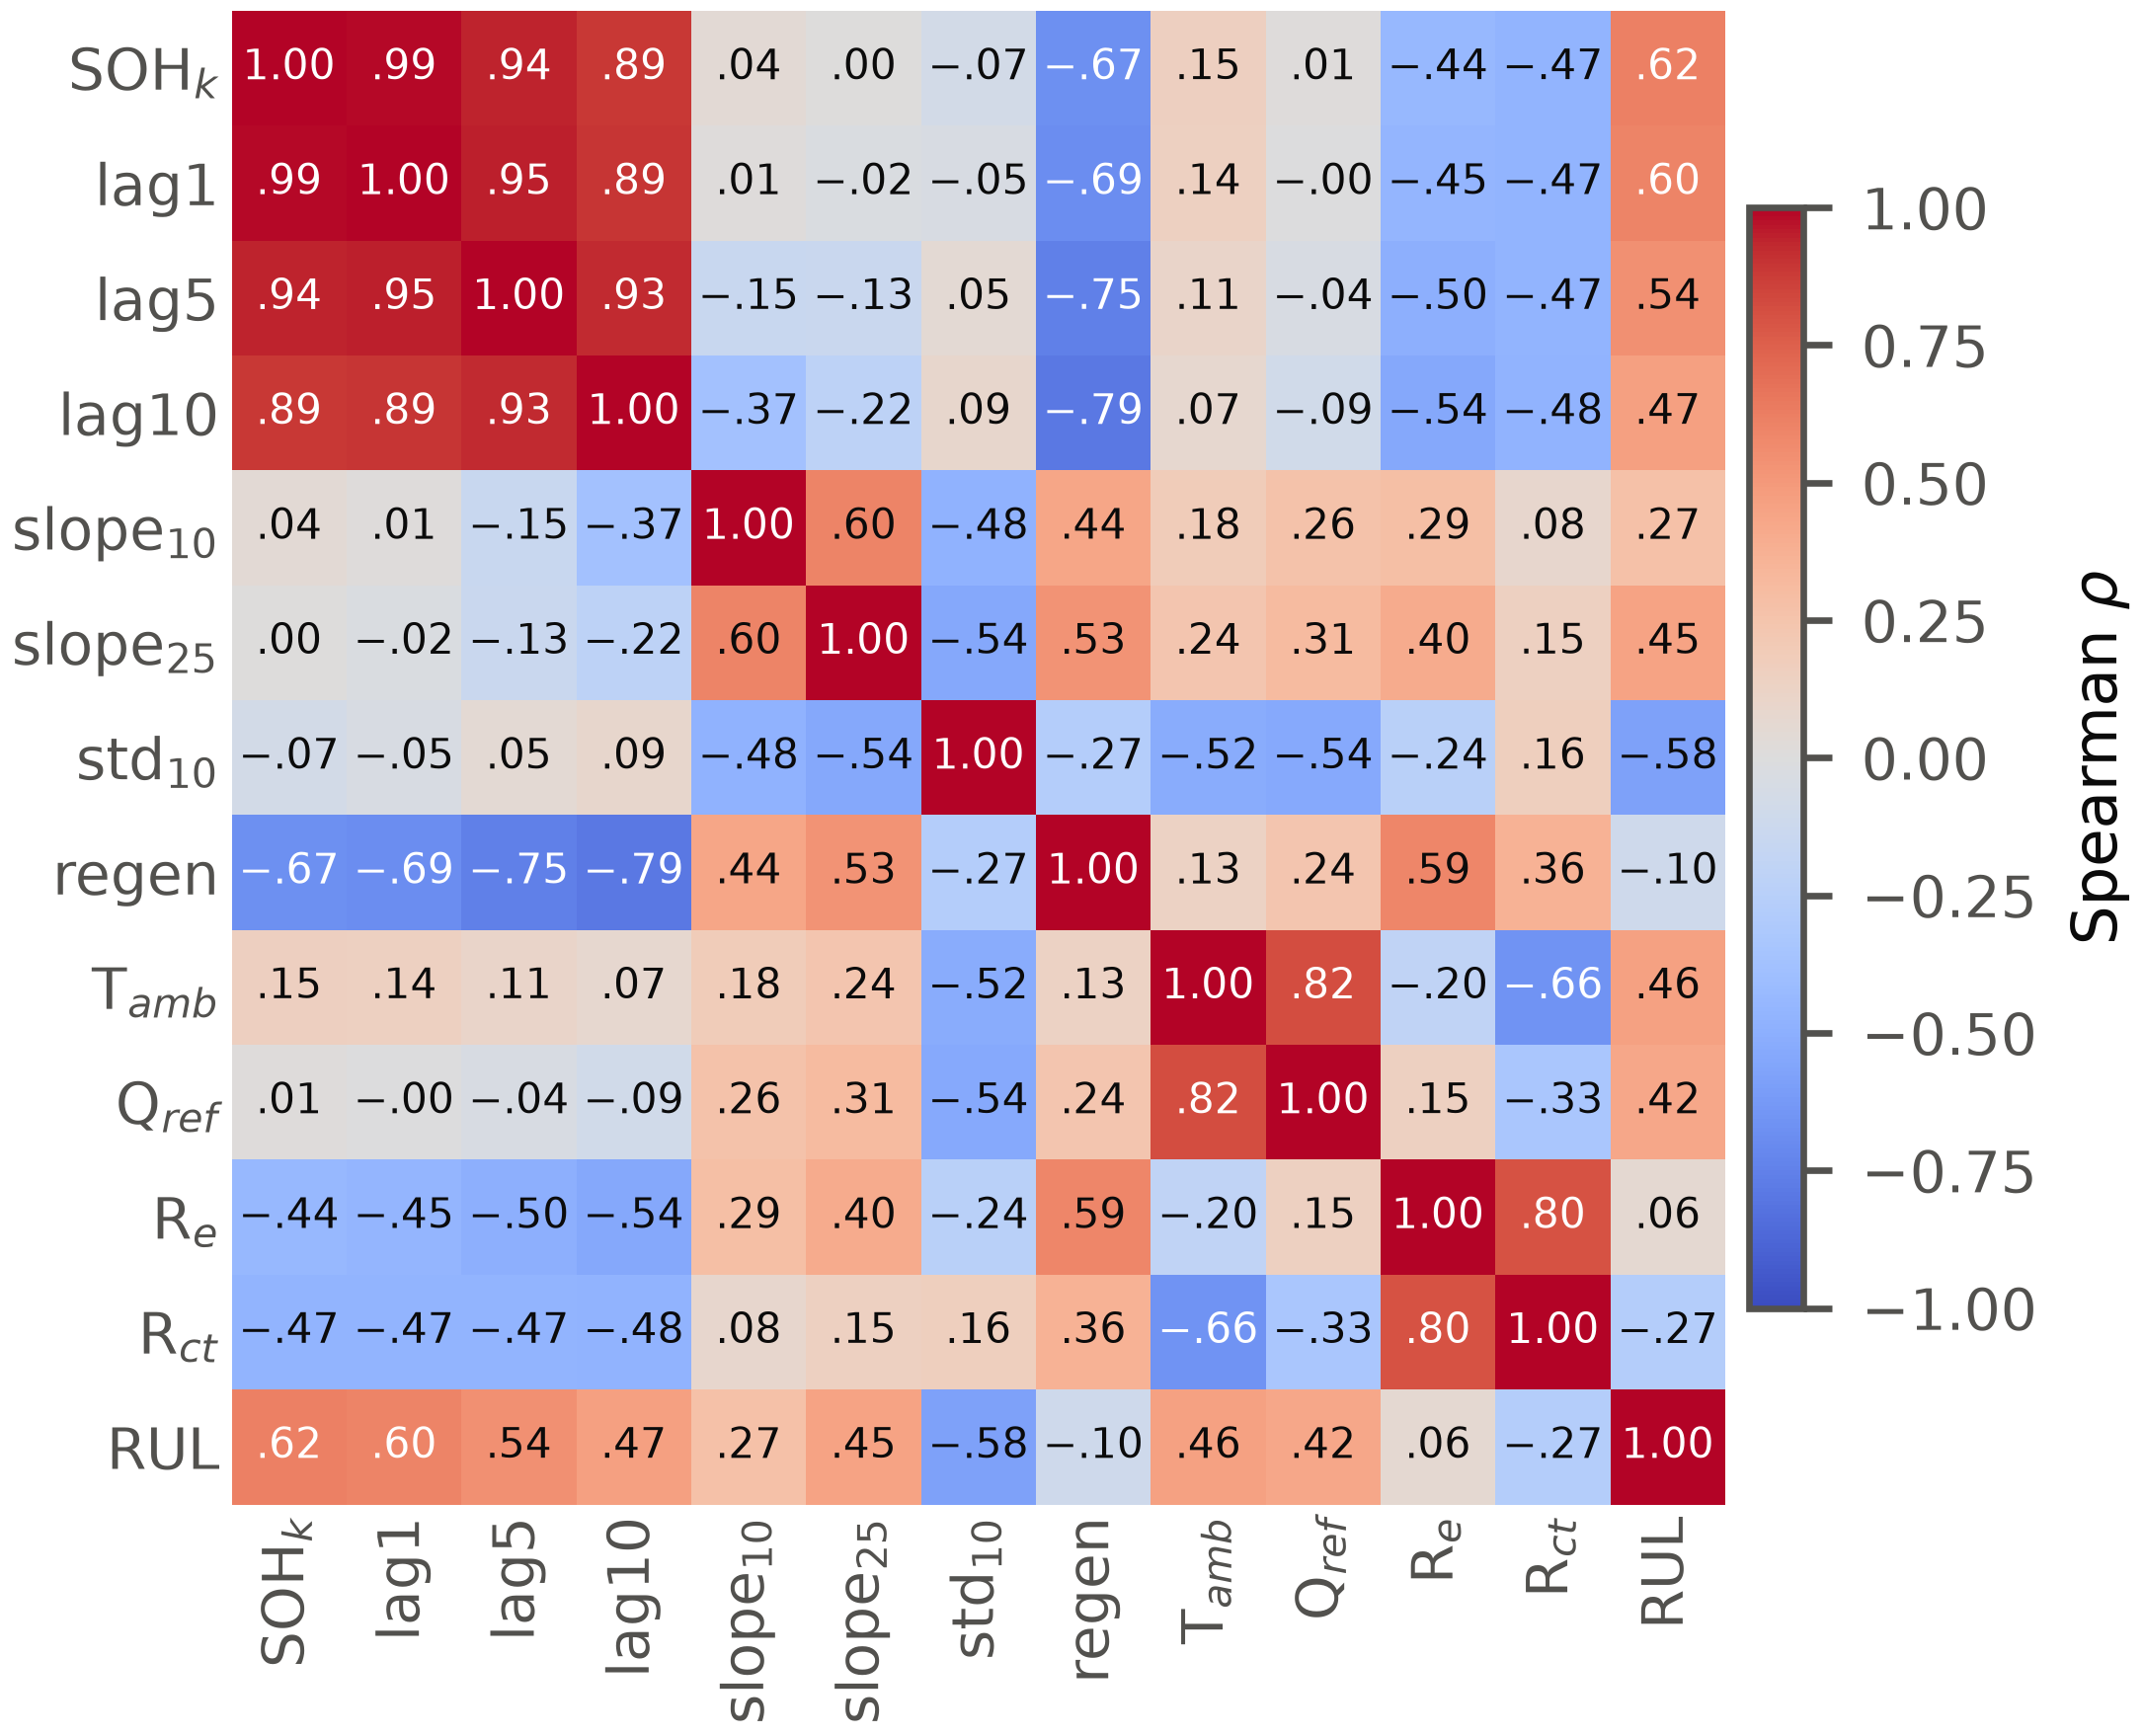 SOHk 1.00 .99 .94 .89 .04 .00 −.07 −.67 .15 .01 −.44 −.47 .62
lag1 .99 1.00 .95 .89 .01 −.02 −.05 −.69 .14 −.00 −.45 −.47 .60
lag5 .94 .95 1.00 .93 −.15 −.13 .05 −.75 .11 −.04 −.50 −.47 .54
lag10 .89 .89 .93 1.00 −.37 −.22 .09 −.79 .07 −.09 −.54 −.48 .47
slope10 .04 .01 −.15 −.37 1.00 .60 −.48 .44 .18 .26 .29 .08 .27
slope25 .00 −.02 −.13 −.22 .60 1.00 −.54 .53 .24 .31 .40 .15 .45
std10 −.07 −.05 .05 .09 −.48 −.54 1.00 −.27 −.52 −.54 −.24 .16 −.58
regen −.67 −.69 −.75 −.79 .44 .53 −.27 1.00 .13 .24 .59 .36 −.10
Tamb .15 .14 .11 .07 .18 .24 −.52 .13 1.00 .82 −.20 −.66 .46
Qref .01 −.00 −.04 −.09 .26 .31 −.54 .24 .82 1.00 .15 −.33 .42
Re −.44 −.45 −.50 −.54 .29 .40 −.24 .59 −.20 .15 1.00 .80 .06
Rct −.47 −.47 −.47 −.48 .08 .15 .16 .36 −.66 −.33 .80 1.00 −.27
RUL .62 .60 .54 .47 .27 .45 −.58 −.10 .46 .42 .06 −.27 1.00
SOHk lag1 lag5 lag10 slope10 slope25 std10 regen Tamb Qref Re Rct RUL
1.00
0.75
0.50
0.25
0.00
−0.25
−0.50
−0.75
−1.00
Spearman ρ